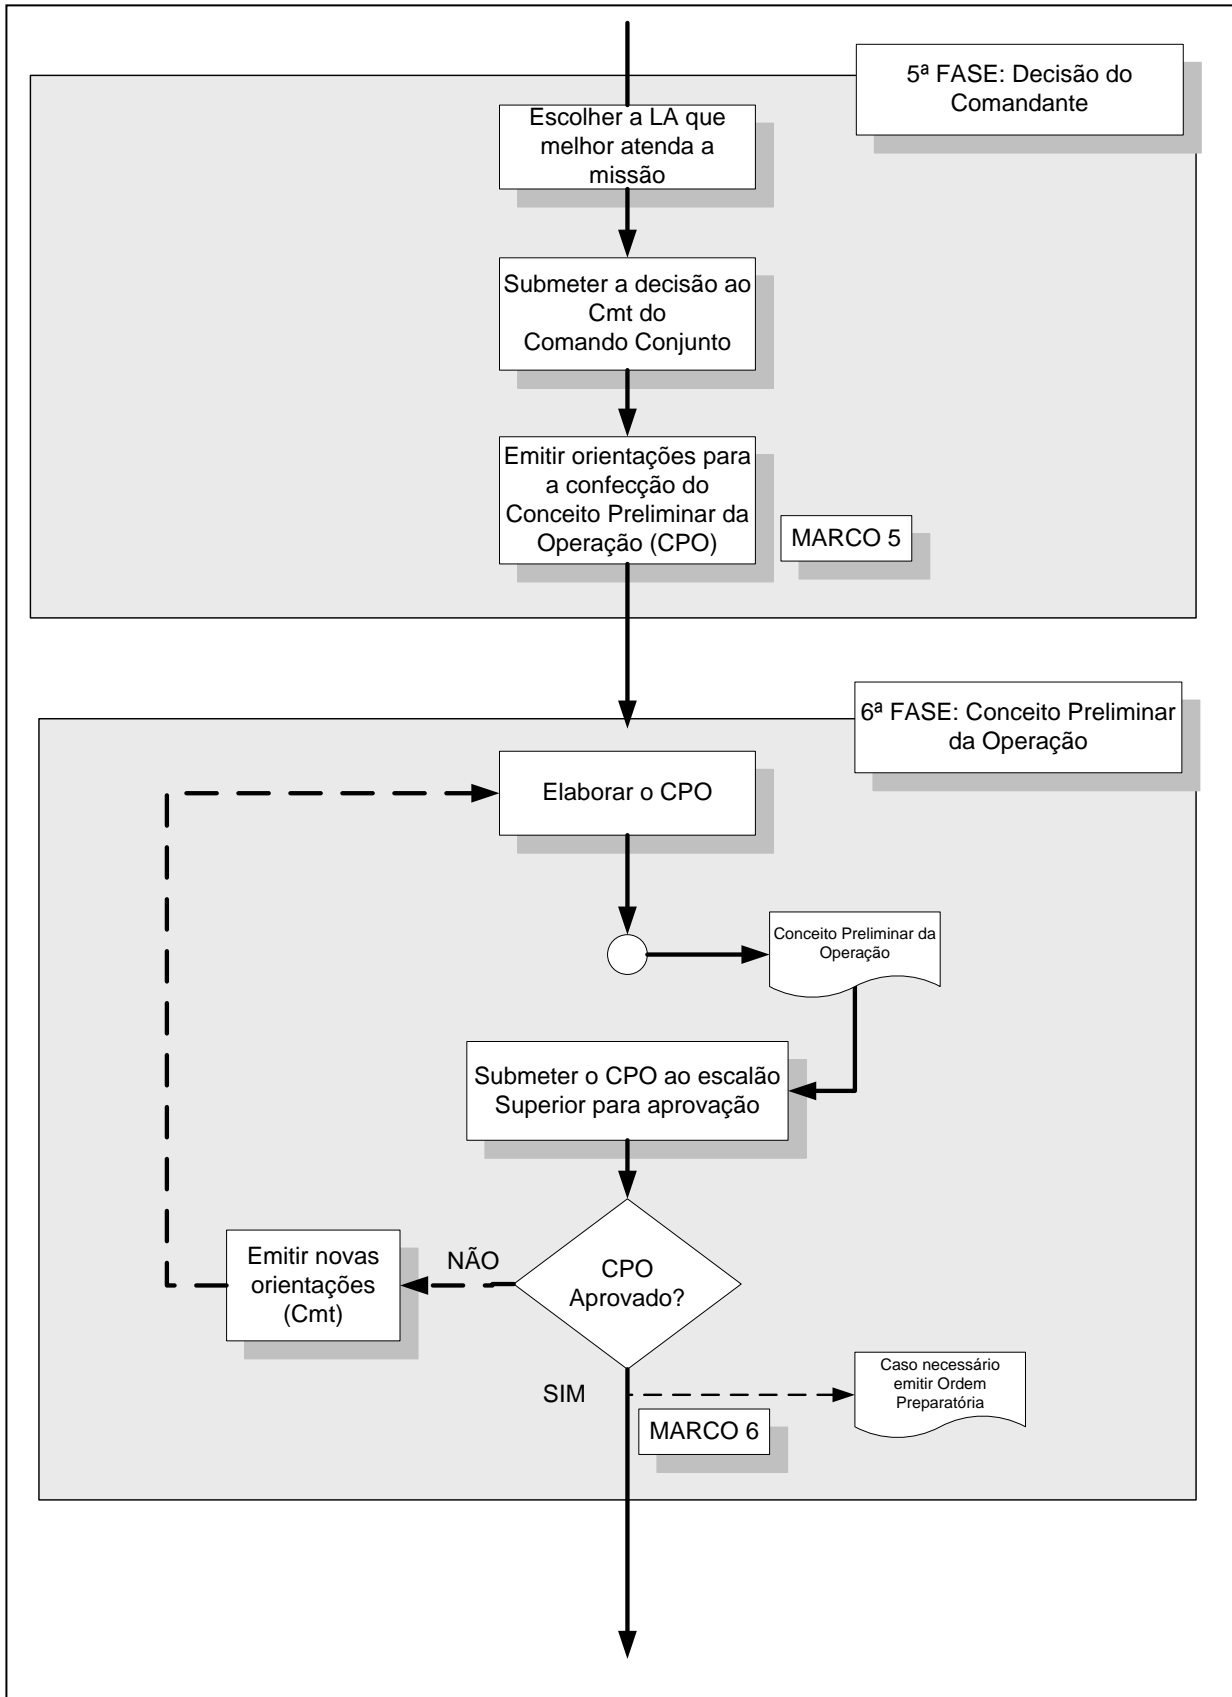 5ª FASE: Decisão do
Comandante
Escolher a LA que
melhor atenda a
missão
Submeter a decisão ao
Cmt do
Comando Conjunto
Emitir orientações para
a confecção do
Conceito Preliminar da
Operação (CPO)
MARCO 5
6ª FASE: Conceito Preliminar
da Operação
Elaborar o CPO
Conceito Preliminar da
Operação
Submeter o CPO ao escalão
Superior para aprovação
CPO
Aprovado?
NÃO
Emitir novas
orientações
(Cmt)
SIM
Caso necessário
emitir Ordem
Preparatória
MARCO 6